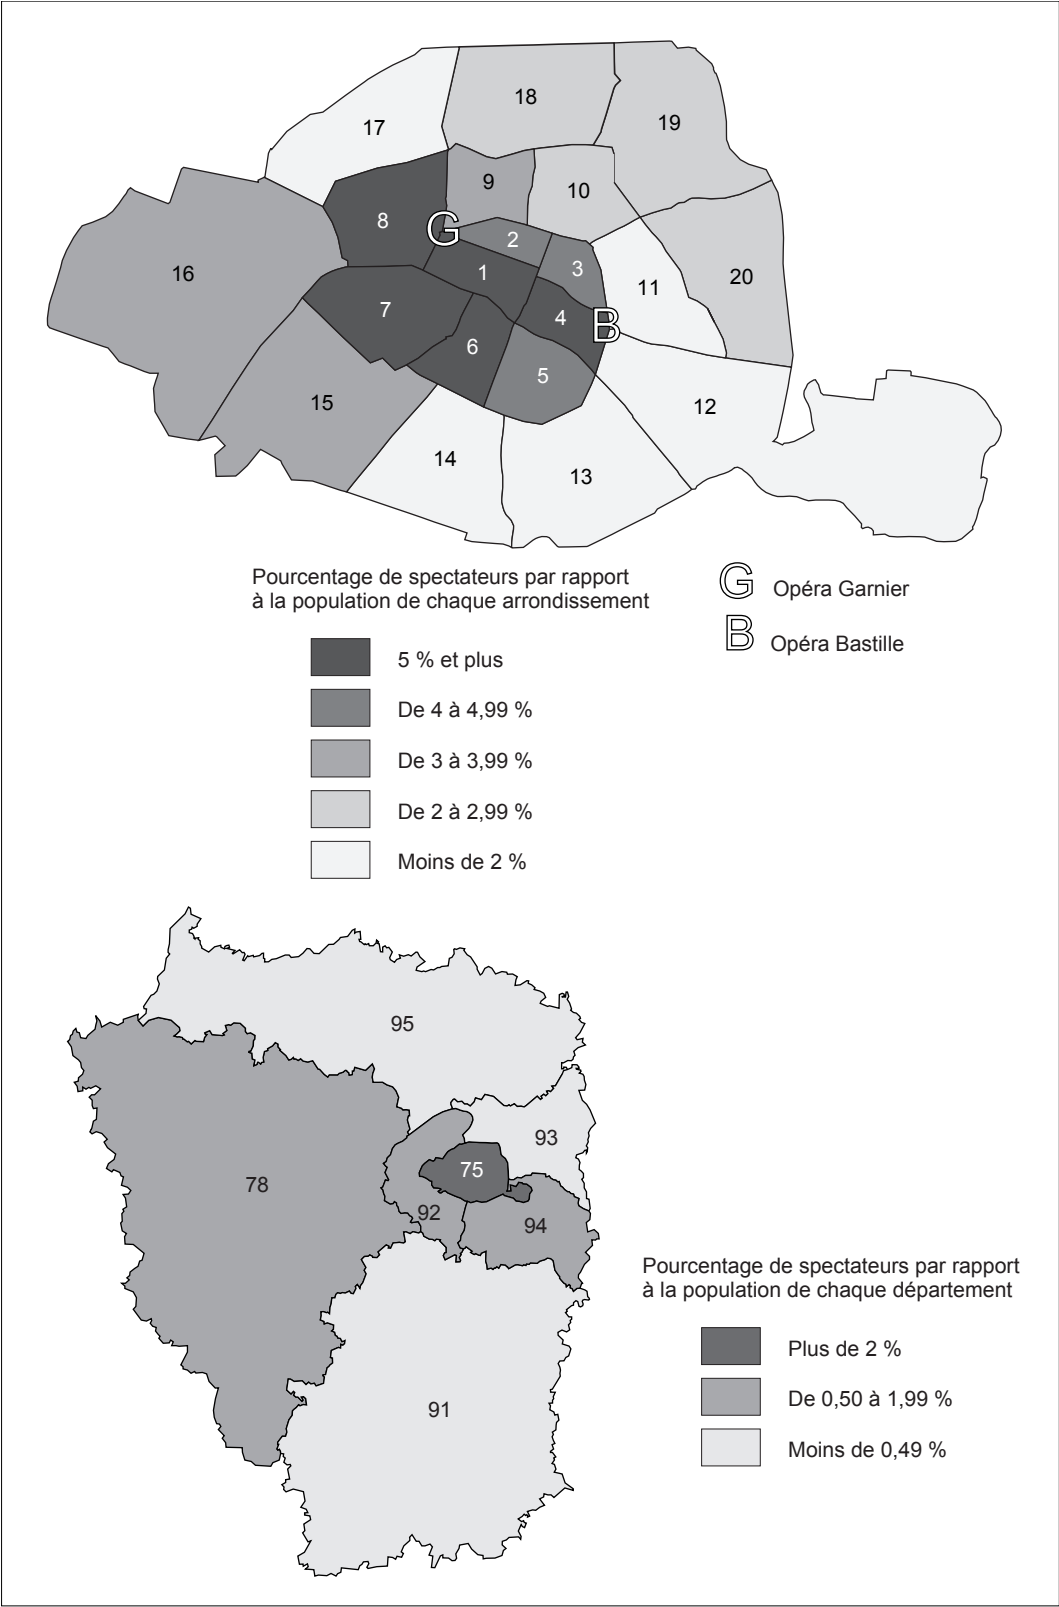 18
17
19
9
10
8
G
2
3
16
1
20
11
7
4
B
6
5
15
12
14
13
Pourcentage de spectateurs par rapport
à la population de chaque arrondissement
G Opéra Garnier
B Opéra Bastille
5 % et plus
De 4 à 4,99 %
De 3 à 3,99 %
De 2 à 2,99 %
Moins de 2 %
95
93
75
78
92
94
91
Pourcentage de spectateurs par rapport
à la population de chaque département
Plus de 2 %
De 0,50 à 1,99 %
Moins de 0,49 %